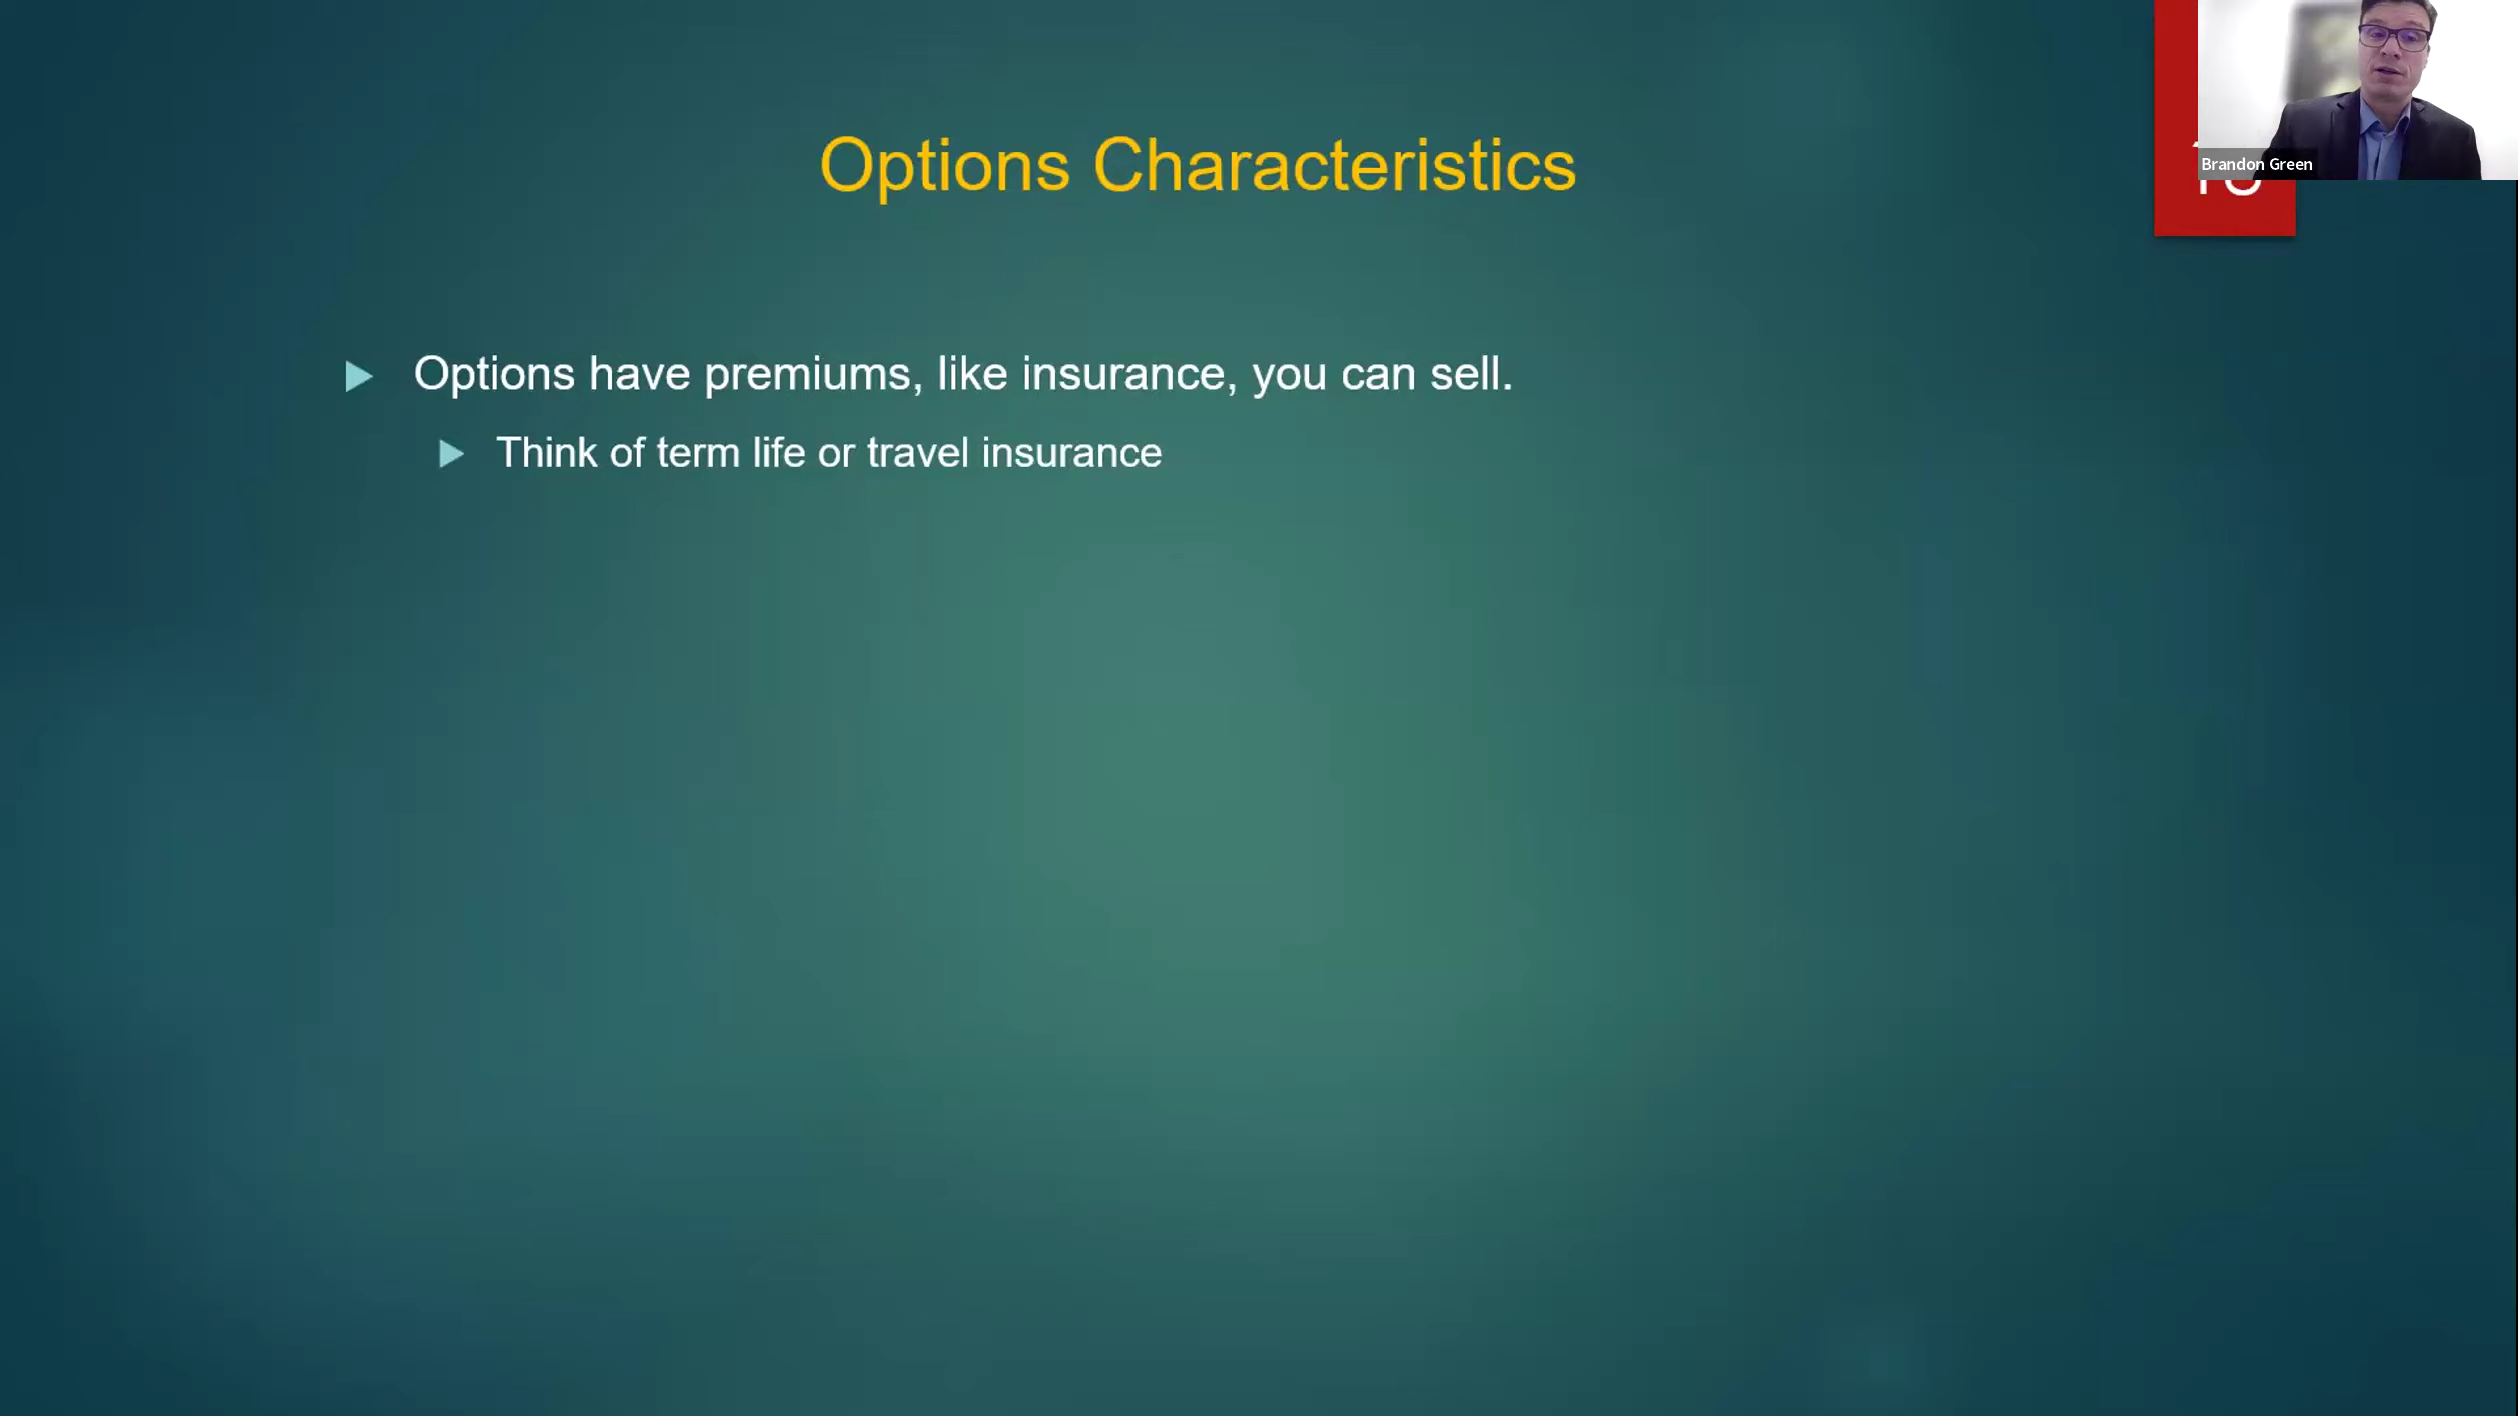 Options Characteristics
Brandon Green
Options have premiums, like insurance, you can sell.
Think of term life or travel insurance